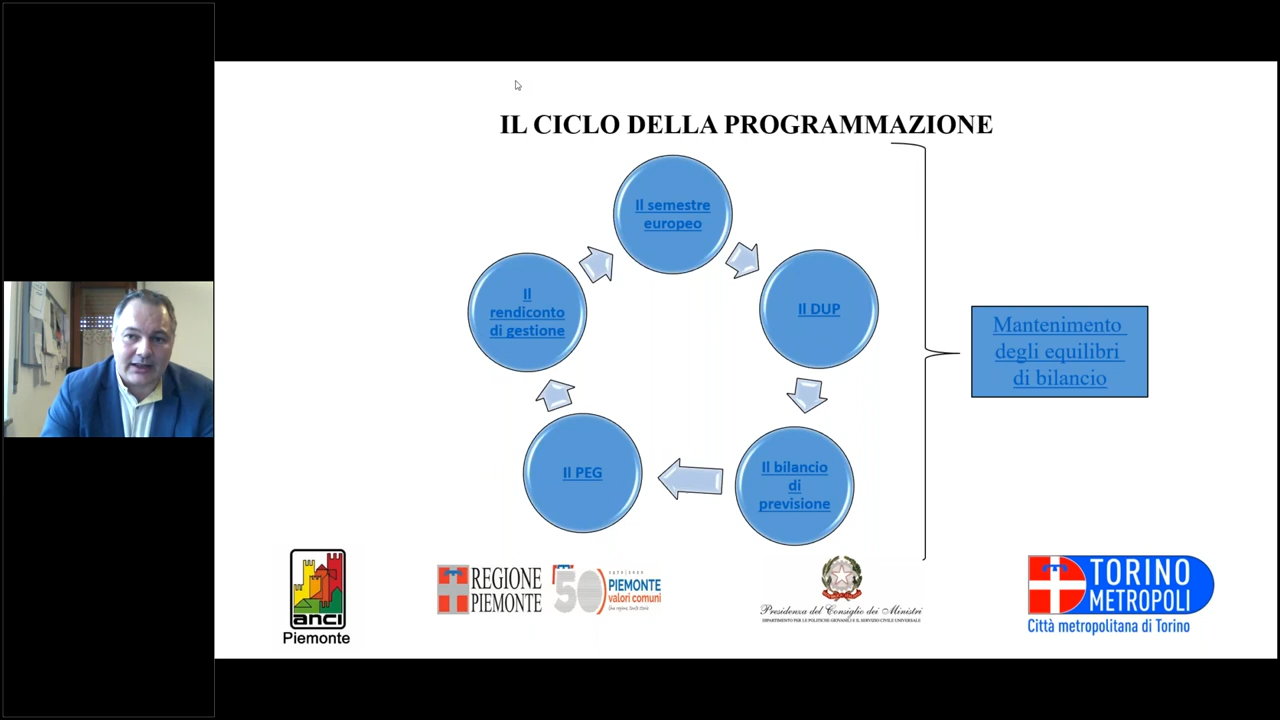 IL CICLO DELLA PROGRAMMAZIONE
Il semestre
europeo
Il DUP
Il bilancio
di
previsione
Il PEG
Il
rendiconto
di gestione
Mantenimento
degli equilibri
di bilancio
anci
Piemonte
REGIONE
PIEMONTE
50
PIEMONTE
valori comuni
Presidenza del Consiglio dei Ministri
DIPARTIMENTO PER LE POLITICHE GIOVANILI E IL SERVIZIO CIVILE UNIVERSALE
TORINO
METROPOLI
Città metropolitana di Torino